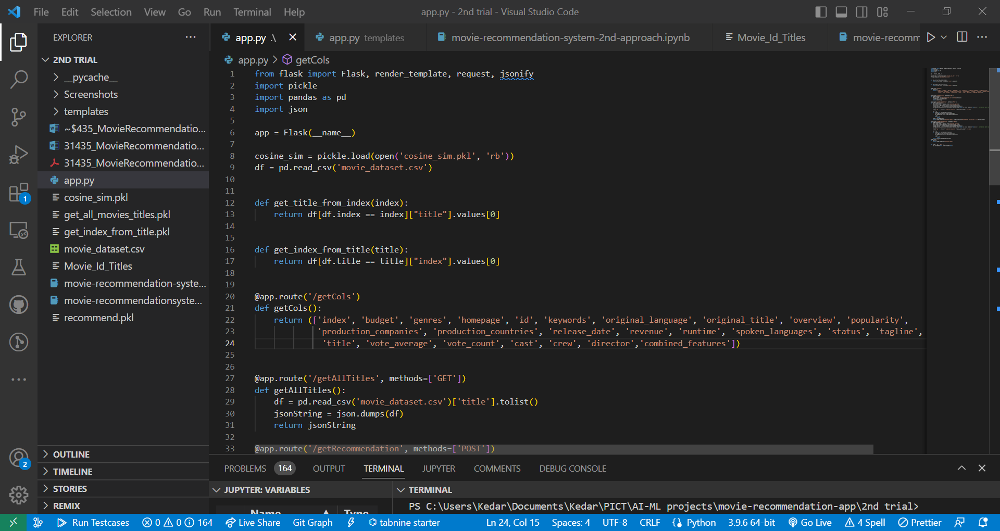 File Edit Selection View Go Run Terminal Help
app.py - 2nd trial - Visual Studio Code
EXPLORER
2ND TRIAL
__pycache__
Screenshots
templates
~$435_MovieRecommendatio...
31435_MovieRecommendatio...
31435_MovieRecommendatio...
app.py
cosine_sim.pkl
get_all_movies_titles.pkl
get_index_from_title.pkl
movie_dataset.csv
Movie_Id_Titles
movie-recommendation-syste...
movie-recommendationsyste...
recommend.pkl
OUTLINE
TIMELINE
STORIES
REMIX
1
2
app.py .\
app.py templates
movie-recommendation-system-2nd-approach.ipynb
Movie_Id_Titles
movie-recomm
app.py > getCols
1 from flask import Flask, render_template, request, jsonify
2 import pickle
3 import pandas as pd
4 import json
5
6 app = Flask(__name__)
7
8 cosine_sim = pickle.load(open('cosine_sim.pkl', 'rb'))
9 df = pd.read_csv('movie_dataset.csv')
10
11
12 def get_title_from_index(index):
13 return df[df.index == index]["title"].values[0]
14
15
16 def get_index_from_title(title):
17 return df[df.title == title]["index"].values[0]
18
19
20 @app.route('/getCols')
21 def getCols():
22 return (['index', 'budget', 'genres', 'homepage', 'id', 'keywords', 'original_language', 'original_title', 'overview', 'popularity',
23 'production_companies', 'production_countries', 'release_date', 'revenue', 'runtime', 'spoken_languages', 'status', 'tagline',
24 'title', 'vote_average', 'vote_count', 'cast', 'crew', 'director','combined_features'])
25
26
27 @app.route('/getAllTitles', methods=['GET'])
28 def getAllTitles():
29 df = pd.read_csv('movie_dataset.csv')['title'].tolist()
30 jsonString = json.dumps(df)
31 return jsonString
32
33 @app.route('/getRecommendation', methods=['POST'])
PROBLEMS 164 OUTPUT TERMINAL JUPYTER COMMENTS DEBUG CONSOLE
JUPYTER: VARIABLES
Name Type
TERMINAL
PS C:\Users\Kedar\Documents\Kedar\PICT\AI-ML projects\movie-recommendation-app\2nd trial>
Run Testcases 0 0 164 Live Share Git Graph tabnine starter Ln 24, Col 15 Spaces: 4 UTF-8 CRLF Python 3.9.6 64-bit Go Live 4 Spell Prettier